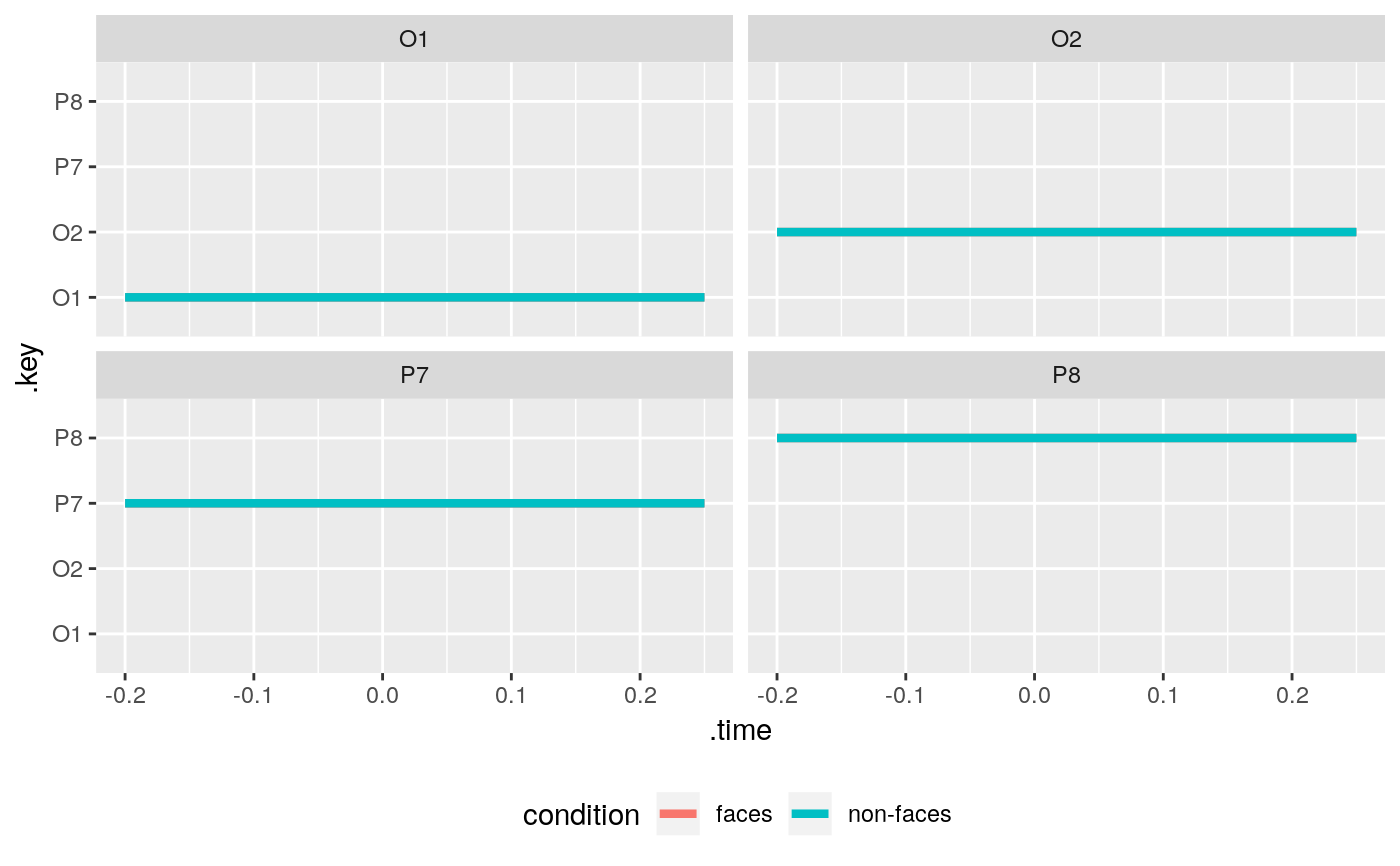 O1 O2
P8
P7
O2
O1
.key
P7 P8
P8
P7
O2
O1
-0.2 -0.1 0.0 0.1 0.2 -0.2 -0.1 0.0 0.1 0.2
.time
condition faces non-faces